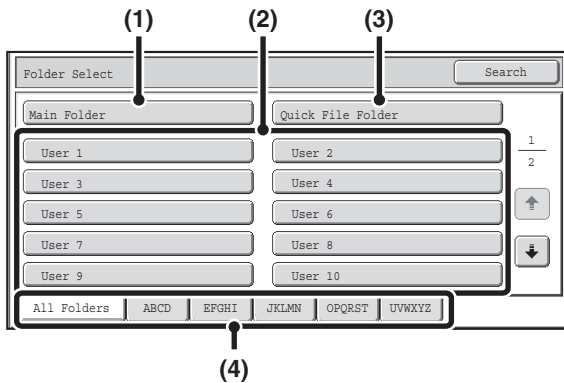 (1) (2) (3)
Folder Select Search
Main Folder Quick File Folder
User 1 User 2
1
2
User 3 User 4
User 5 User 6
User 7 User 8
User 9 User 10
All Folders ABCD EFGHI JKLMN OPQRST UVWXYZ
(4)